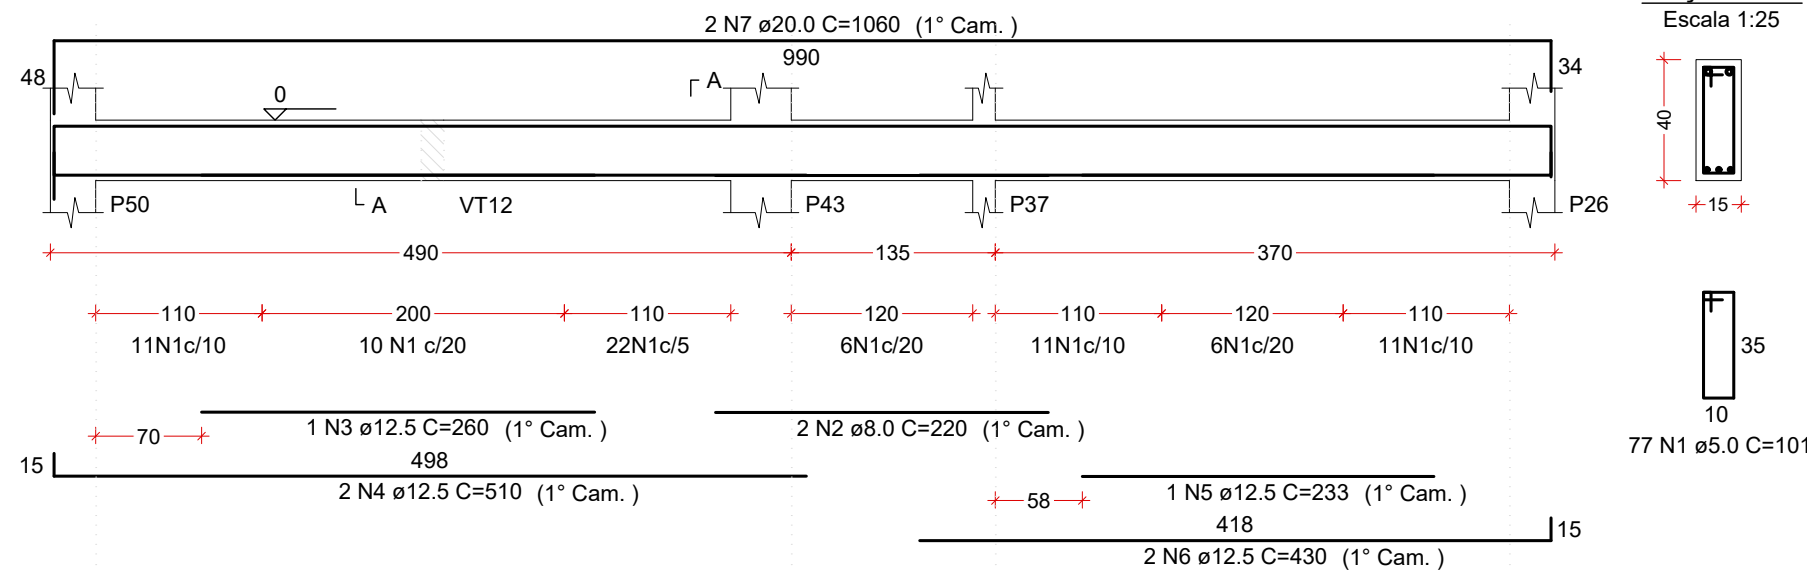 2 N7 ø20.0 C=1060 (1° Cam. )
Escala 1:25
990
48
34
A
0
40
P50
A
VT12
P43
P37
P26
15
490
135
370
110
200
110
120
110
120
110
11N1c/10
10 N1 c/20
22N1c/5
6N1c/20
11N1c/10
6N1c/20
11N1c/10
35
10
77 N1 ø5.0 C=101
1 N3 ø12.5 C=260 (1° Cam. )
2 N2 ø8.0 C=220 (1° Cam. )
70
15
498
2 N4 ø12.5 C=510 (1° Cam. )
1 N5 ø12.5 C=233 (1° Cam. )
58
418
15
2 N6 ø12.5 C=430 (1° Cam. )